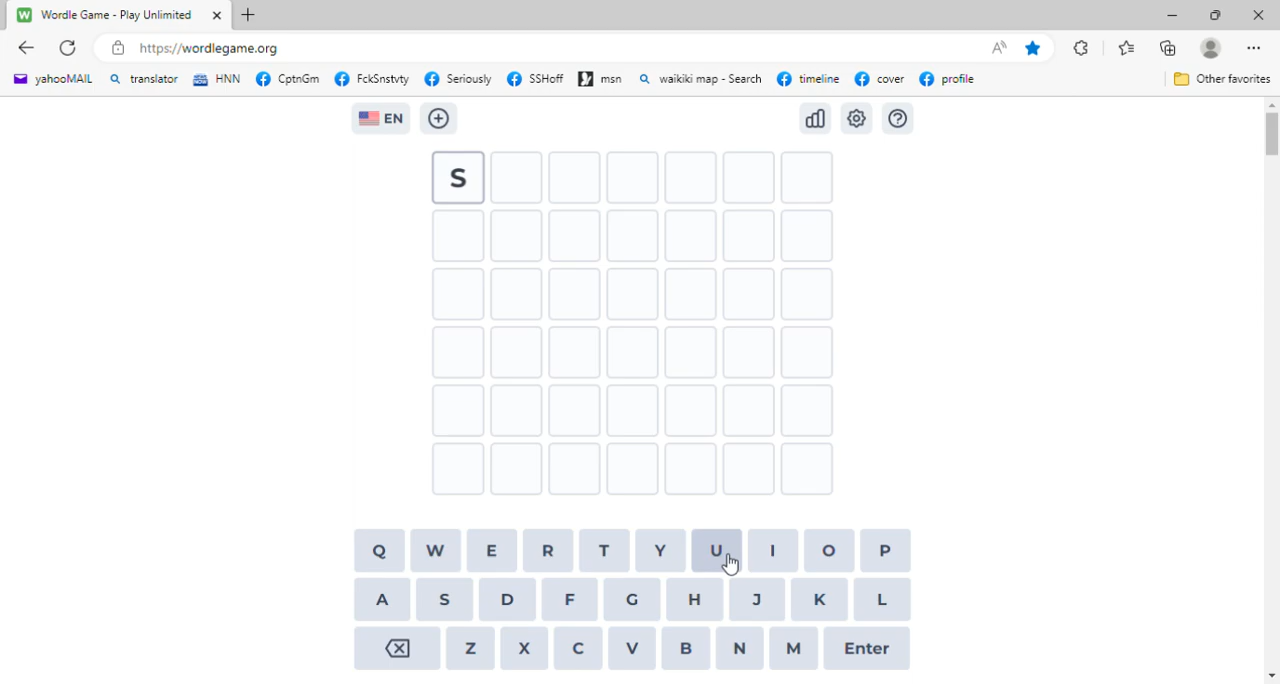 W Wordle Game - Play Unlimited
https://wordlegame.org
yahooMAIL translator HNN CptnGm FckSnstvty Seriously SSHoff msn waikiki map - Search timeline cover profile Other favorites
EN
S
Q W E R T Y U I O P
A S D F G H J K L
Z X C V B N M Enter